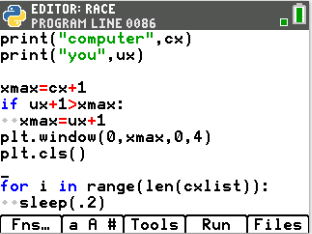 EDITOR: RACE
PROGRAM LINE 0086
print("computer",cx)
print("you",ux)
xmax=cx+1
if ux+1>xmax:
◆◆xmax=ux+1
plt.window(0,xmax,0,4)
plt.cls()
_
for i in range(len(cxlist)):
◆◆sleep(.2)
Fns… a A # Tools Run Files